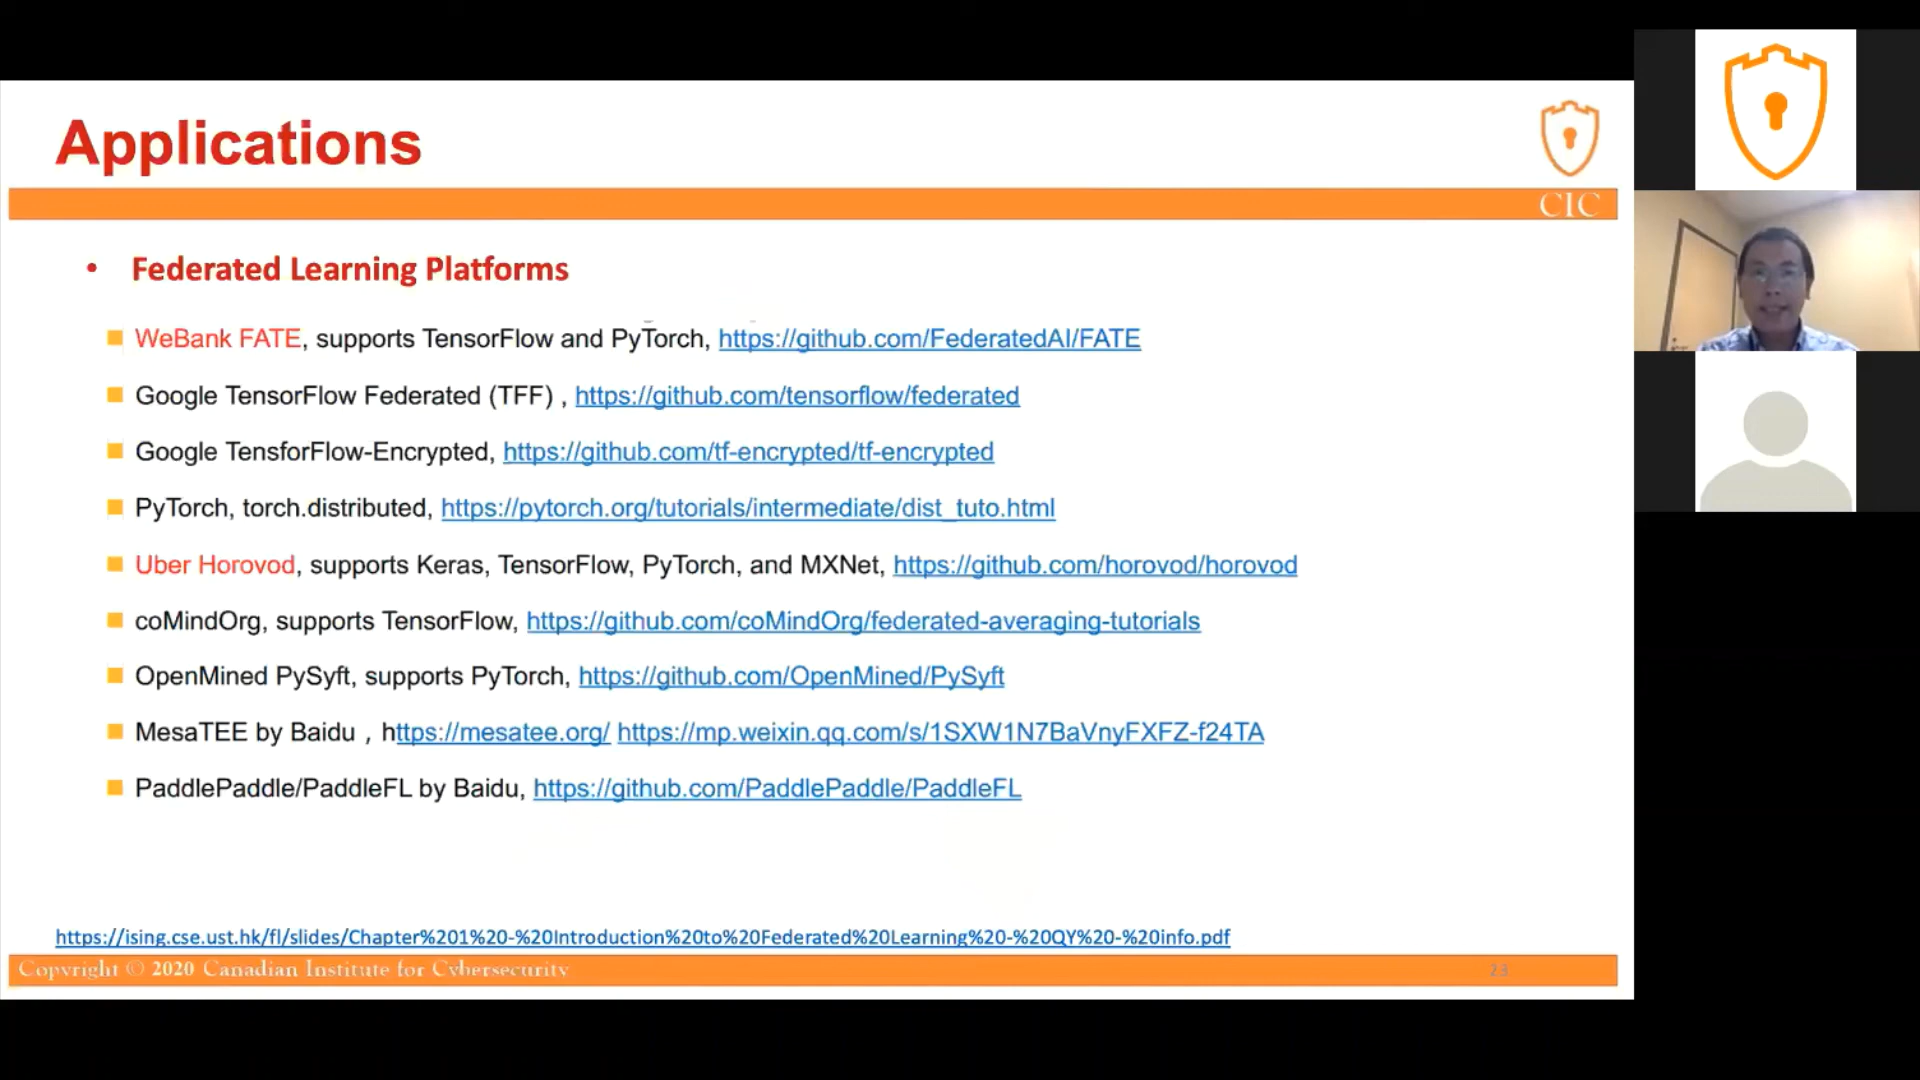 Applications
CIC
• Federated Learning Platforms
WeBank FATE, supports TensorFlow and PyTorch, https://github.com/FederatedAI/FATE
Google TensorFlow Federated (TFF) , https://github.com/tensorflow/federated
Google TensforFlow-Encrypted, https://github.com/tf-encrypted/tf-encrypted
PyTorch, torch.distributed, https://pytorch.org/tutorials/intermediate/dist_tuto.html
Uber Horovod, supports Keras, TensorFlow, PyTorch, and MXNet, https://github.com/horovod/horovod
coMindOrg, supports TensorFlow, https://github.com/coMindOrg/federated-averaging-tutorials
OpenMined PySyft, supports PyTorch, https://github.com/OpenMined/PySyft
MesaTEE by Baidu , https://mesatee.org/ https://mp.weixin.qq.com/s/1SXW1N7BaVnyFXFZ-f24TA
PaddlePaddle/PaddleFL by Baidu, https://github.com/PaddlePaddle/PaddleFL
https://ising.cse.ust.hk/fl/slides/Chapter%201%20-%20Introduction%20to%20Federated%20Learning%20-%20QY%20-%20info.pdf
Copyright © 2020 Canadian Institute for Cybersecurity
23